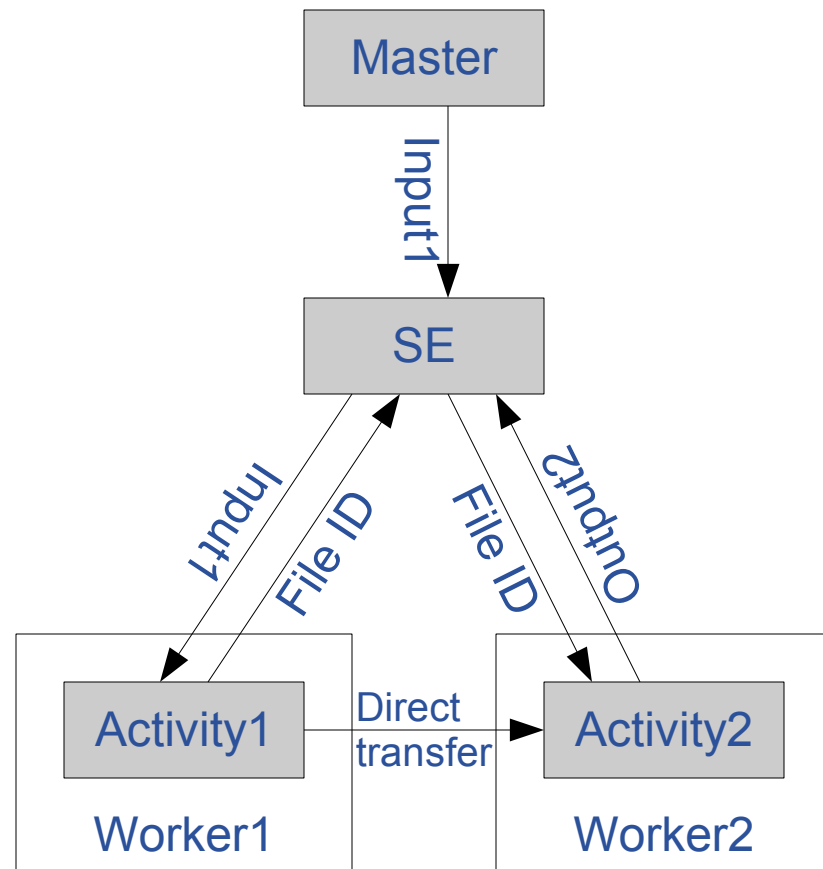 Master
Input1
SE
Input1
File ID
File ID
Output2
Activity1
Direct
transfer
Activity2
Worker1
Worker2